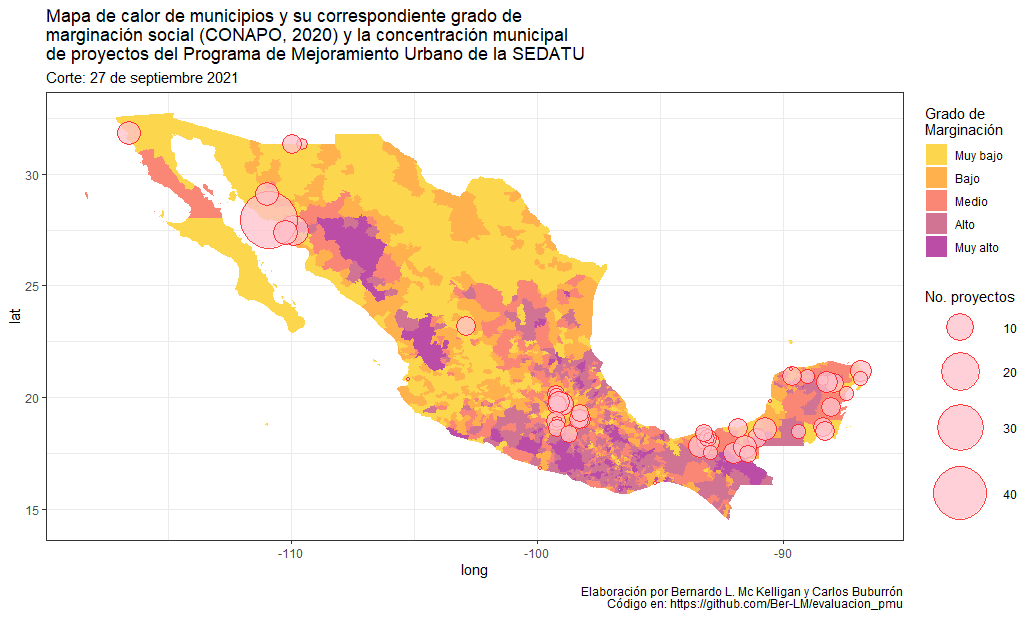 Mapa de calor de municipios y su correspondiente grado de
marginación social (CONAPO, 2020) y la concentración municipal
de proyectos del Programa de Mejoramiento Urbano de la SEDATU
Corte: 27 de septiembre 2021
Grado de
Marginación
Muy bajo
Bajo
Medio
Alto
Muy alto
No. proyectos
10
20
30
40
lat
30
25
20
15
-110
-100
-90
long
Elaboración por Bernardo L. Mc Kelligan y Carlos Buburrón
Código en: https://github.com/Ber-LM/evaluacion_pmu